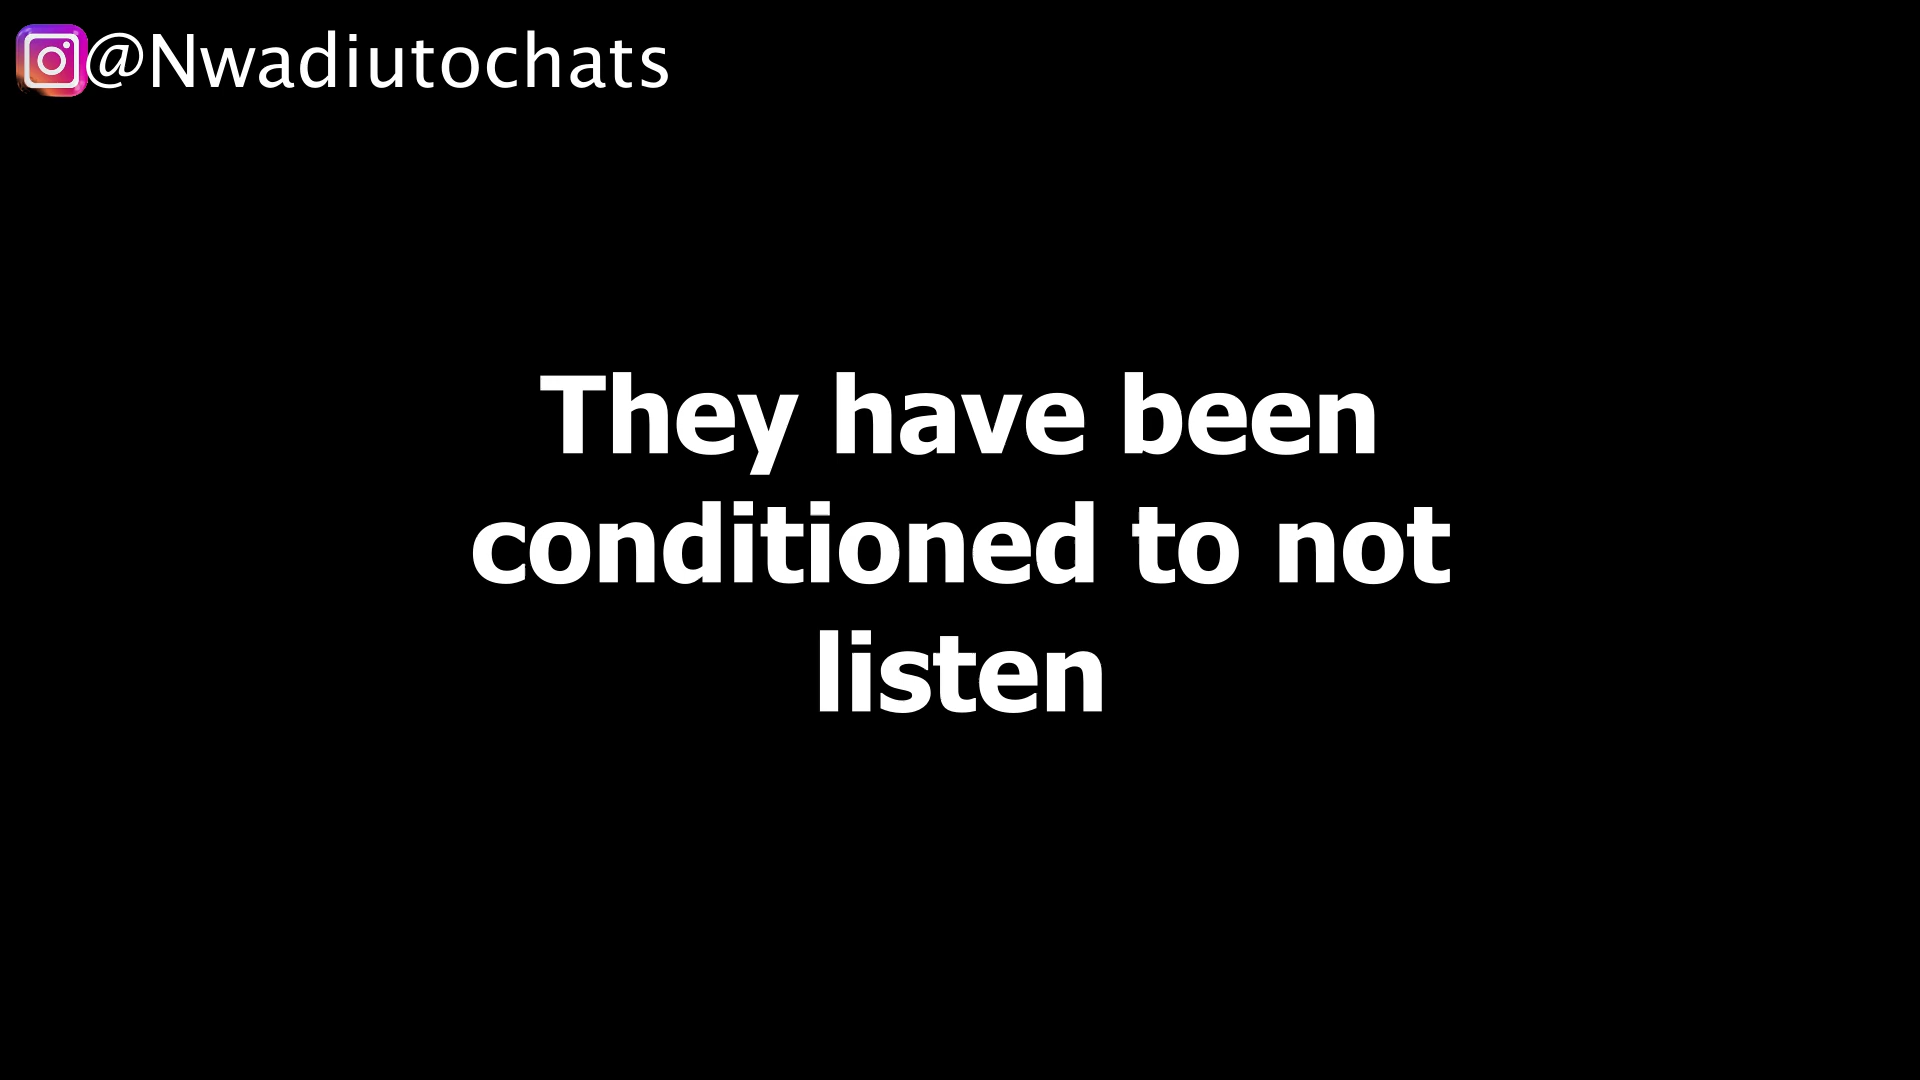 @Nwadiutochats
They have been
conditioned to not
listen